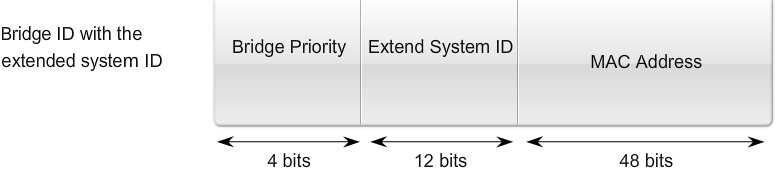 Bridge ID with the
extended system ID
Bridge Priority
Extend System ID
MAC Address
4 bits
12 bits
48 bits